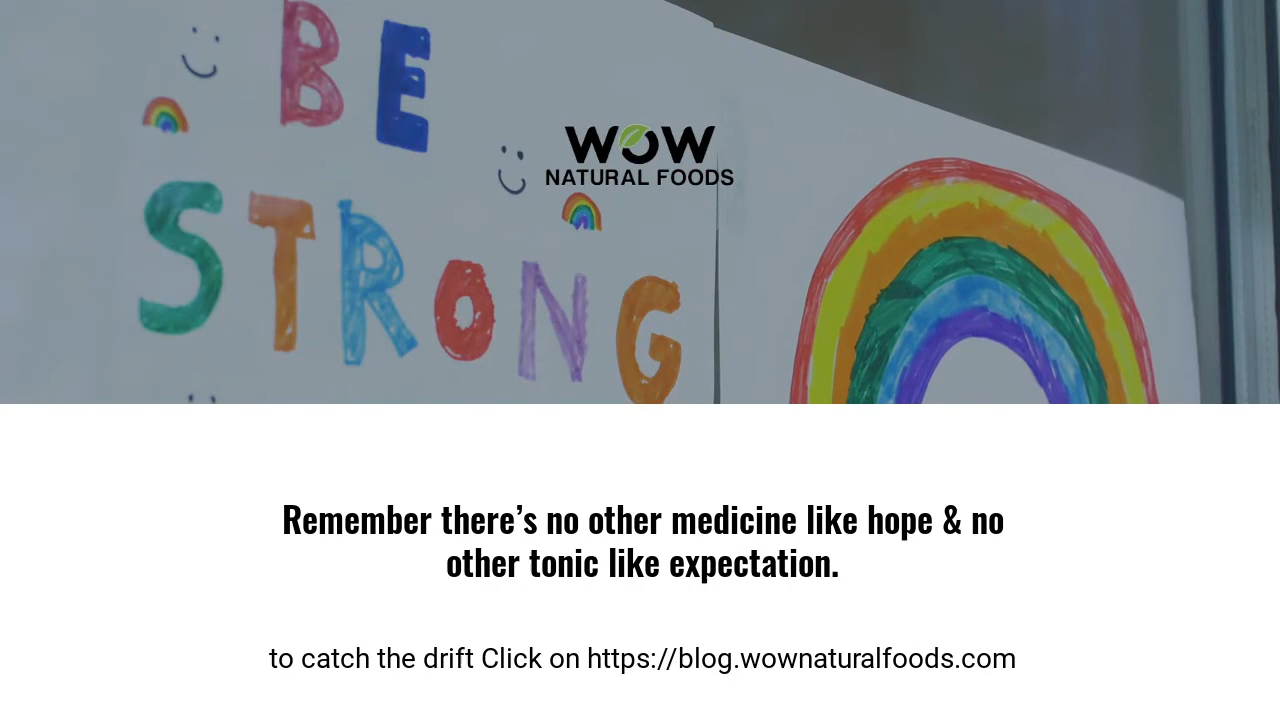 BE
STRONG
WOW
NATURAL FOODS
Remember there’s no other medicine like hope & no
other tonic like expectation.
to catch the drift Click on https://blog.wownaturalfoods.com